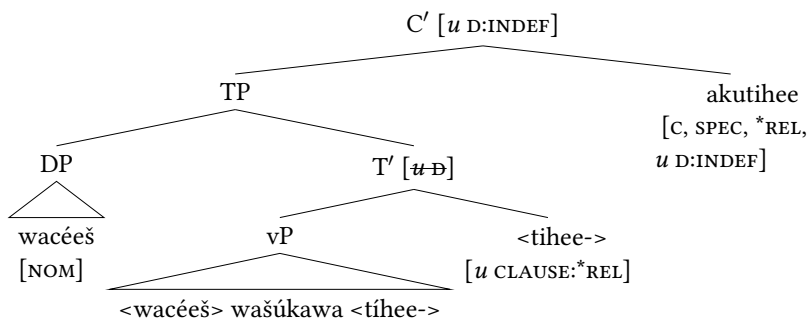 C′ [u D:INDEF]
TP
akutihee
[C, SPEC, *REL,
u D:INDEF]
DP
T′ [u D]
wacéeš
[NOM]
vP
<tihee->
[u CLAUSE:*REL]
<wacéeš> wašúkawa <tíhee->